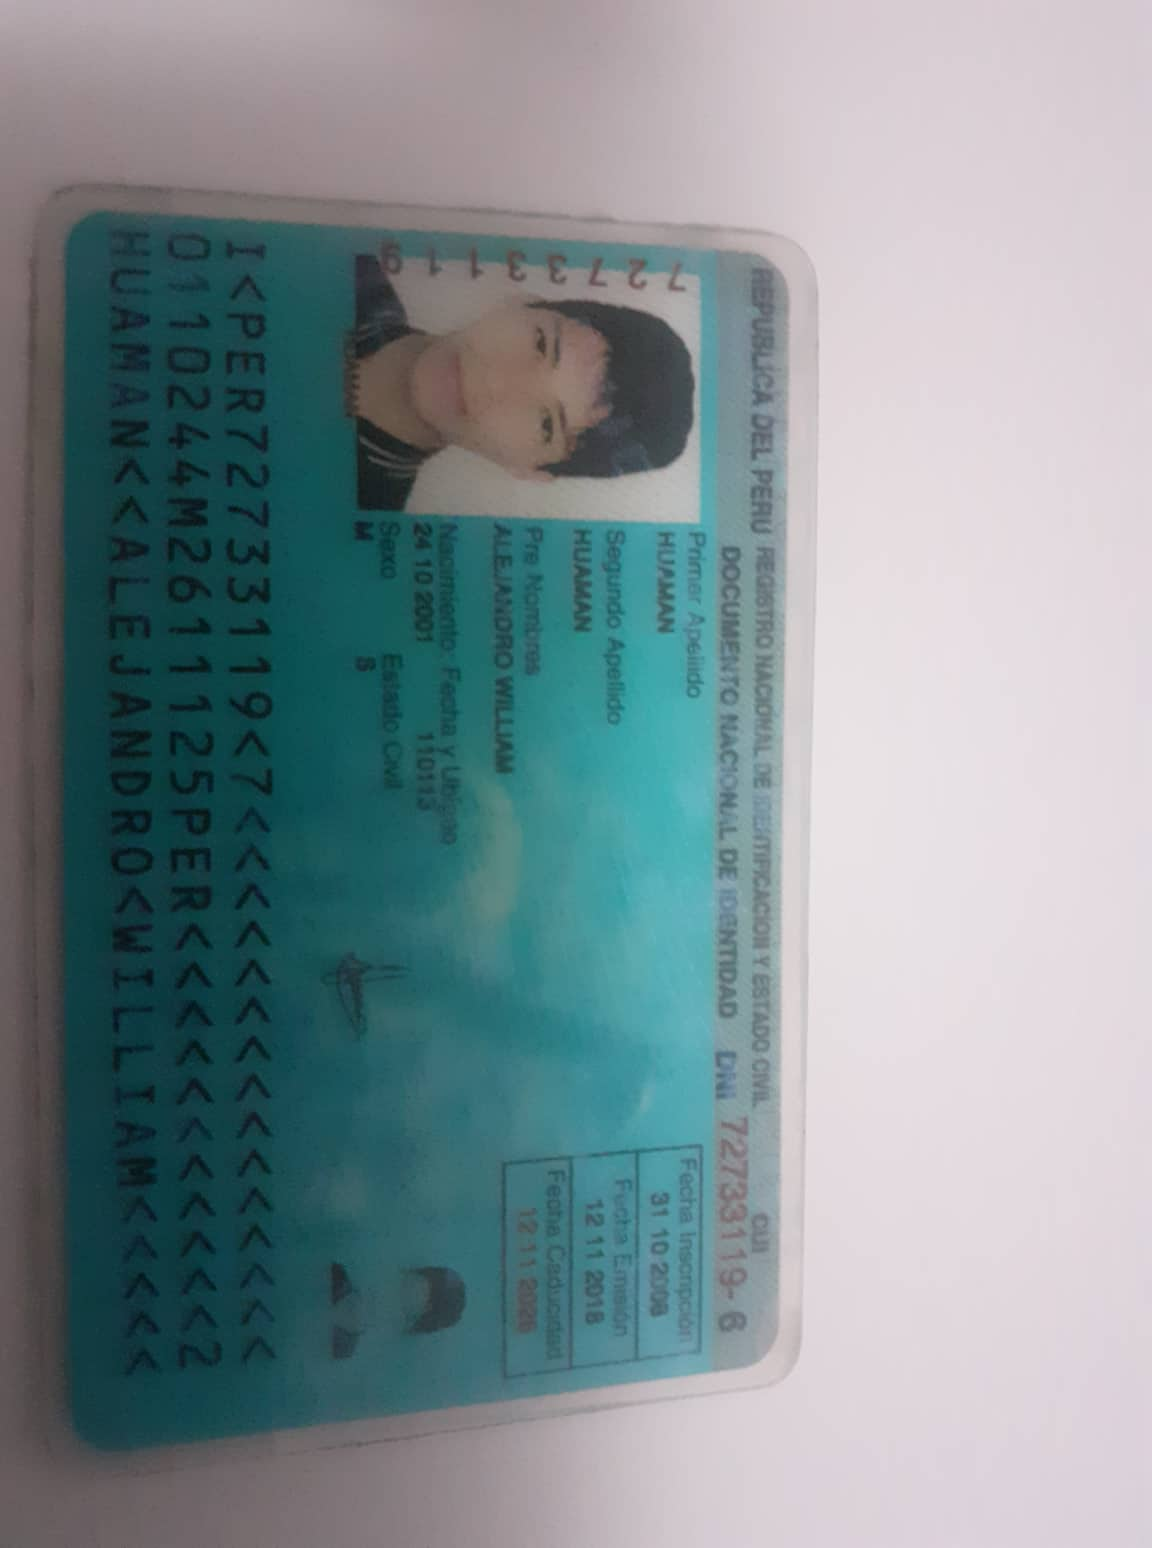 REPUBLICA DEL PERU REGISTRO NACIONAL DE IDENTIFICACION Y ESTADO CIVIL
CUI
DOCUMENTO NACIONAL DE IDENTIDAD DNI 72733119-6
Primer Apellido
HUAMAN
Segundo Apellido
HUAMAN
Pre Nombres
ALEJANDRO WILLIAM
Nacimiento: Fecha y Ubigeo
24 10 2001 110113
Sexo Estado Civil
M S
Fecha Inscripción
31 10 2008
Fecha Emisión
12 11 2018
Fecha Caducidad
12 11 2026
72733119
I<PER72733119<7<<<<<<<<<<<<<<<
0110244M2611125PER<<<<<<<<<<<2
HUAMAN<<ALEJANDRO<WILLIAM<<<<<